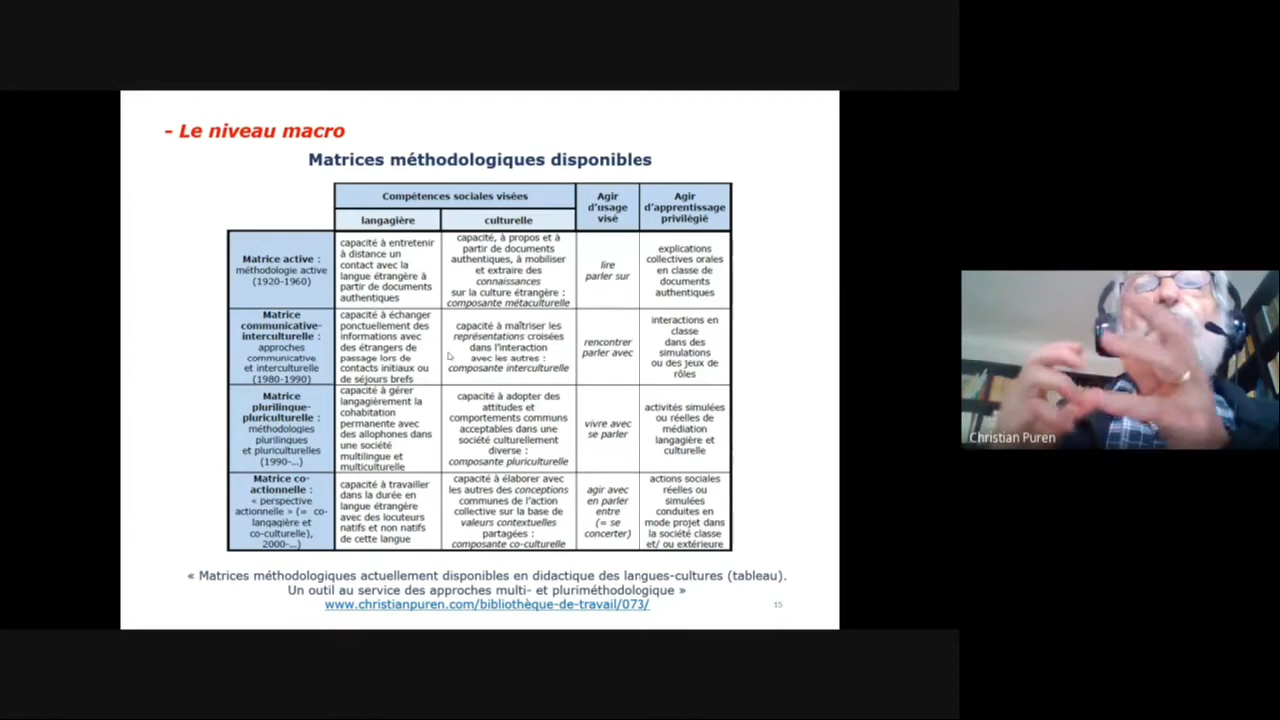 - Le niveau macro
Matrices méthodologiques disponibles
Compétences sociales visées
langagière
culturelle
Agir
d'usage
visé
Agir
d'apprentissage
privilégié
Matrice active :
méthodologie active
(1920-1960)
capacité à entretenir
à distance un
contact avec la
langue étrangère à
partir de documents
authentiques
capacité, à propos et à
partir de documents
authentiques, à mobiliser
et extraire des
connaissances
sur la culture étrangère :
composante métaculturelle
lire
parler sur
explications
collectives orales
en classe de
documents
authentiques
Matrice
communicative-
interculturelle :
approches
communicative
et interculturelle
(1980-1990)
capacité à échanger
ponctuellement des
informations avec
des étrangers de
passage lors de
contacts initiaux ou
de séjours brefs
capacité à maîtriser les
représentations croisées
dans l'interaction
avec les autres :
composante interculturelle
rencontrer
parler avec
interactions en
classe
dans des
simulations
ou des jeux de
rôles
Matrice
plurilingue-
pluriculturelle :
méthodologies
plurilingues
et pluriculturelles
(1990-...)
capacité à gérer
langagièrement la
cohabitation
permanente avec
des allophones dans
une société
multilingue et
multiculturelle
capacité à adopter des
attitudes et
comportements communs
acceptables dans une
société culturellement
diverse :
composante pluriculturelle
vivre avec
se parler
activités simulées
ou réelles de
médiation
langagière et
culturelle
Matrice co-
actionnelle :
« perspective
actionnelle » (= co-
langagière et
co-culturelle),
2000-...)
capacité à travailler
dans la durée en
langue étrangère
avec des locuteurs
natifs et non natifs
de cette langue
capacité à élaborer avec
les autres des conceptions
communes de l'action
collective sur la base de
valeurs contextuelles
partagées :
composante co-culturelle
agir avec
en parler
entre
(= se
concerter)
actions sociales
réelles ou
simulées
conduites en
mode projet dans
la société classe
et/ ou extérieure
« Matrices méthodologiques actuellement disponibles en didactique des langues-cultures (tableau).
Un outil au service des approches multi- et pluriméthodologique »
www.christianpuren.com/bibliothèque-de-travail/073/
15
Christian Puren